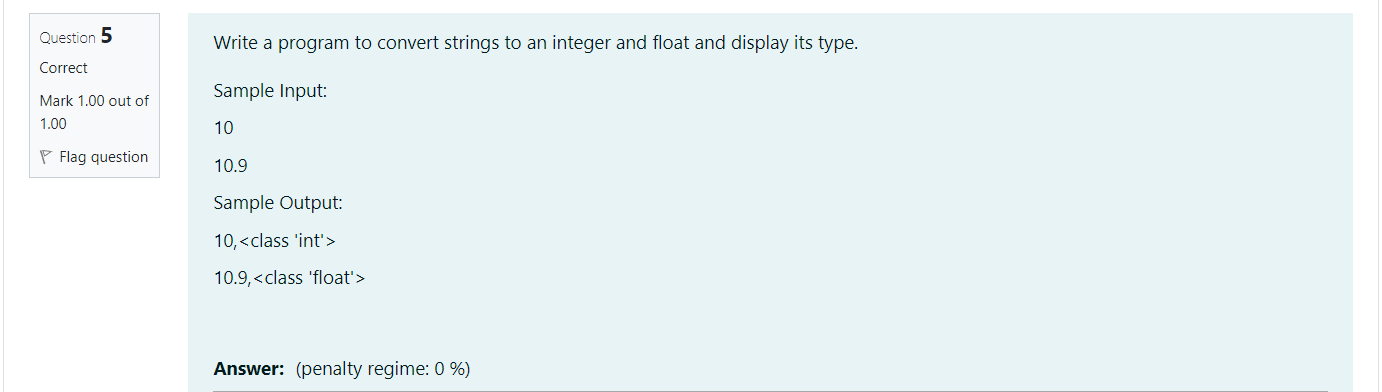 Question 5
Correct
Mark 1.00 out of
1.00
Flag question
Write a program to convert strings to an integer and float and display its type.
Sample Input:
10
10.9
Sample Output:
10,<class 'int'>
10.9,<class 'float'>
Answer: (penalty regime: 0 %)